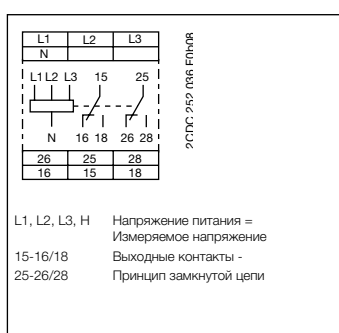 L1 L2 L3
N
L1 L2 L3 15 25
N 16 18 26 28
26 25 28
16 15 18
2CDC 252 036 F0b08
L1, L2, L3, H Напряжение питания =
Измеряемое напряжение
15-16/18 Выходные контакты -
25-26/28 Принцип замкнутой цепи